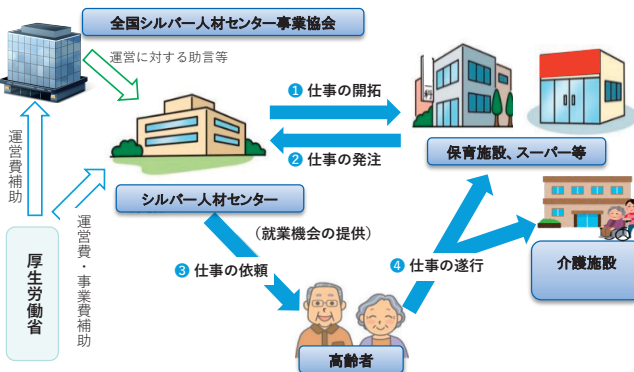 全国シルバー人材センター事業協会
運営に対する助言等
❶ 仕事の開拓
❷ 仕事の発注
保育施設、スーパー等
運営費補助
シルバー人材センター
運営費・事業費補助
(就業機会の提供)
厚生労働省
❸ 仕事の依頼
❹ 仕事の遂行
介護施設
高齢者